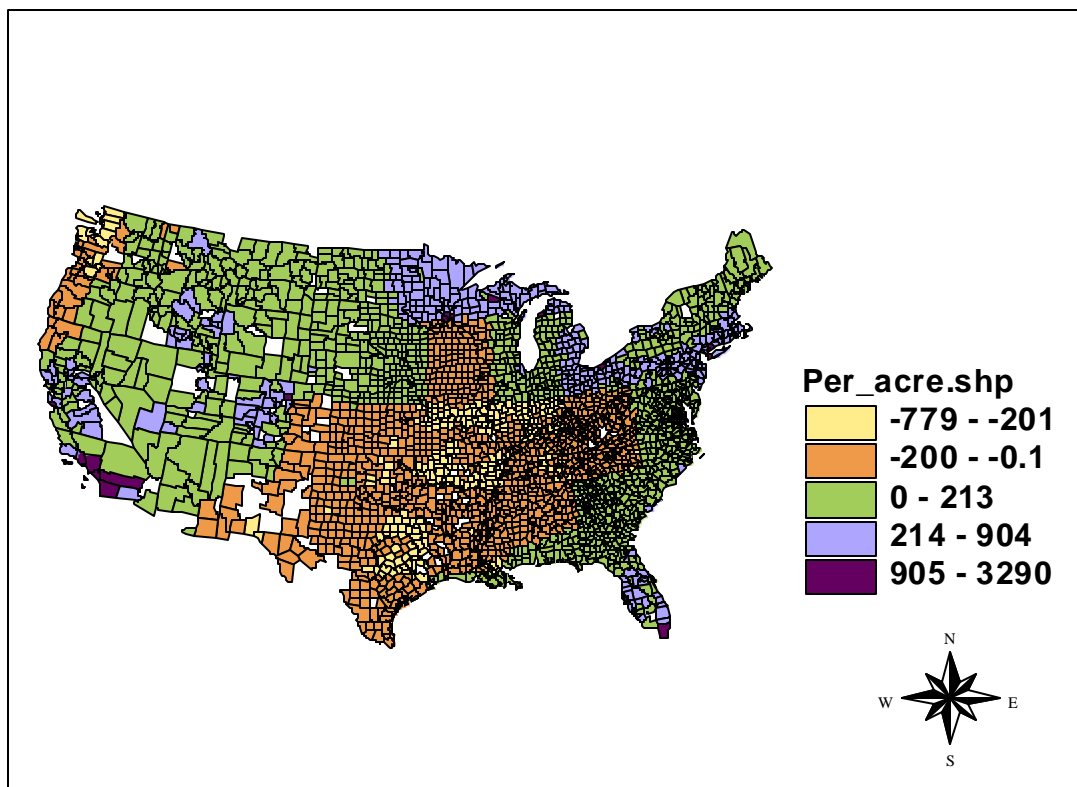 Per_acre.shp
-779 - -201
-200 - -0.1
0 - 213
214 - 904
905 - 3290
N
W E
S